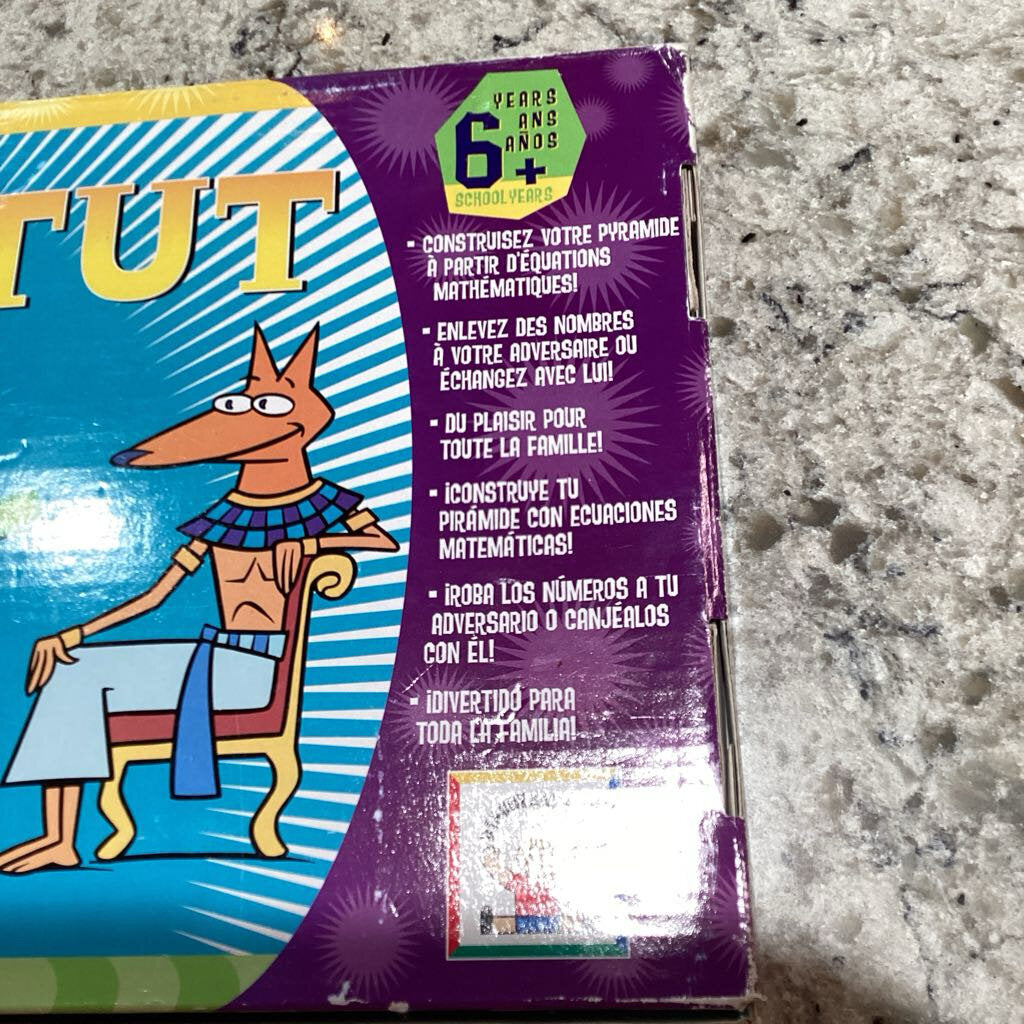 TUT
YEARS
ANS
AÑOS
6+
SCHOOLYEARS
▪ CONSTRUISEZ VOTRE PYRAMIDE
À PARTIR D'ÉQUATIONS
MATHÉMATIQUES!
▪ ENLEVEZ DES NOMBRES
À VOTRE ADVERSAIRE OU
ÉCHANGEZ AVEC LUI!
▪ DU PLAISIR POUR
TOUTE LA FAMILLE!
▪ ¡CONSTRUYE TU
PIRÁMIDE CON ECUACIONES
MATEMÁTICAS!
▪ ¡ROBA LOS NÚMEROS A TU
ADVERSARIO O CANJÉALOS
CON ÉL!
▪ ¡DIVERTIDO PARA
TODA LA FAMILIA!